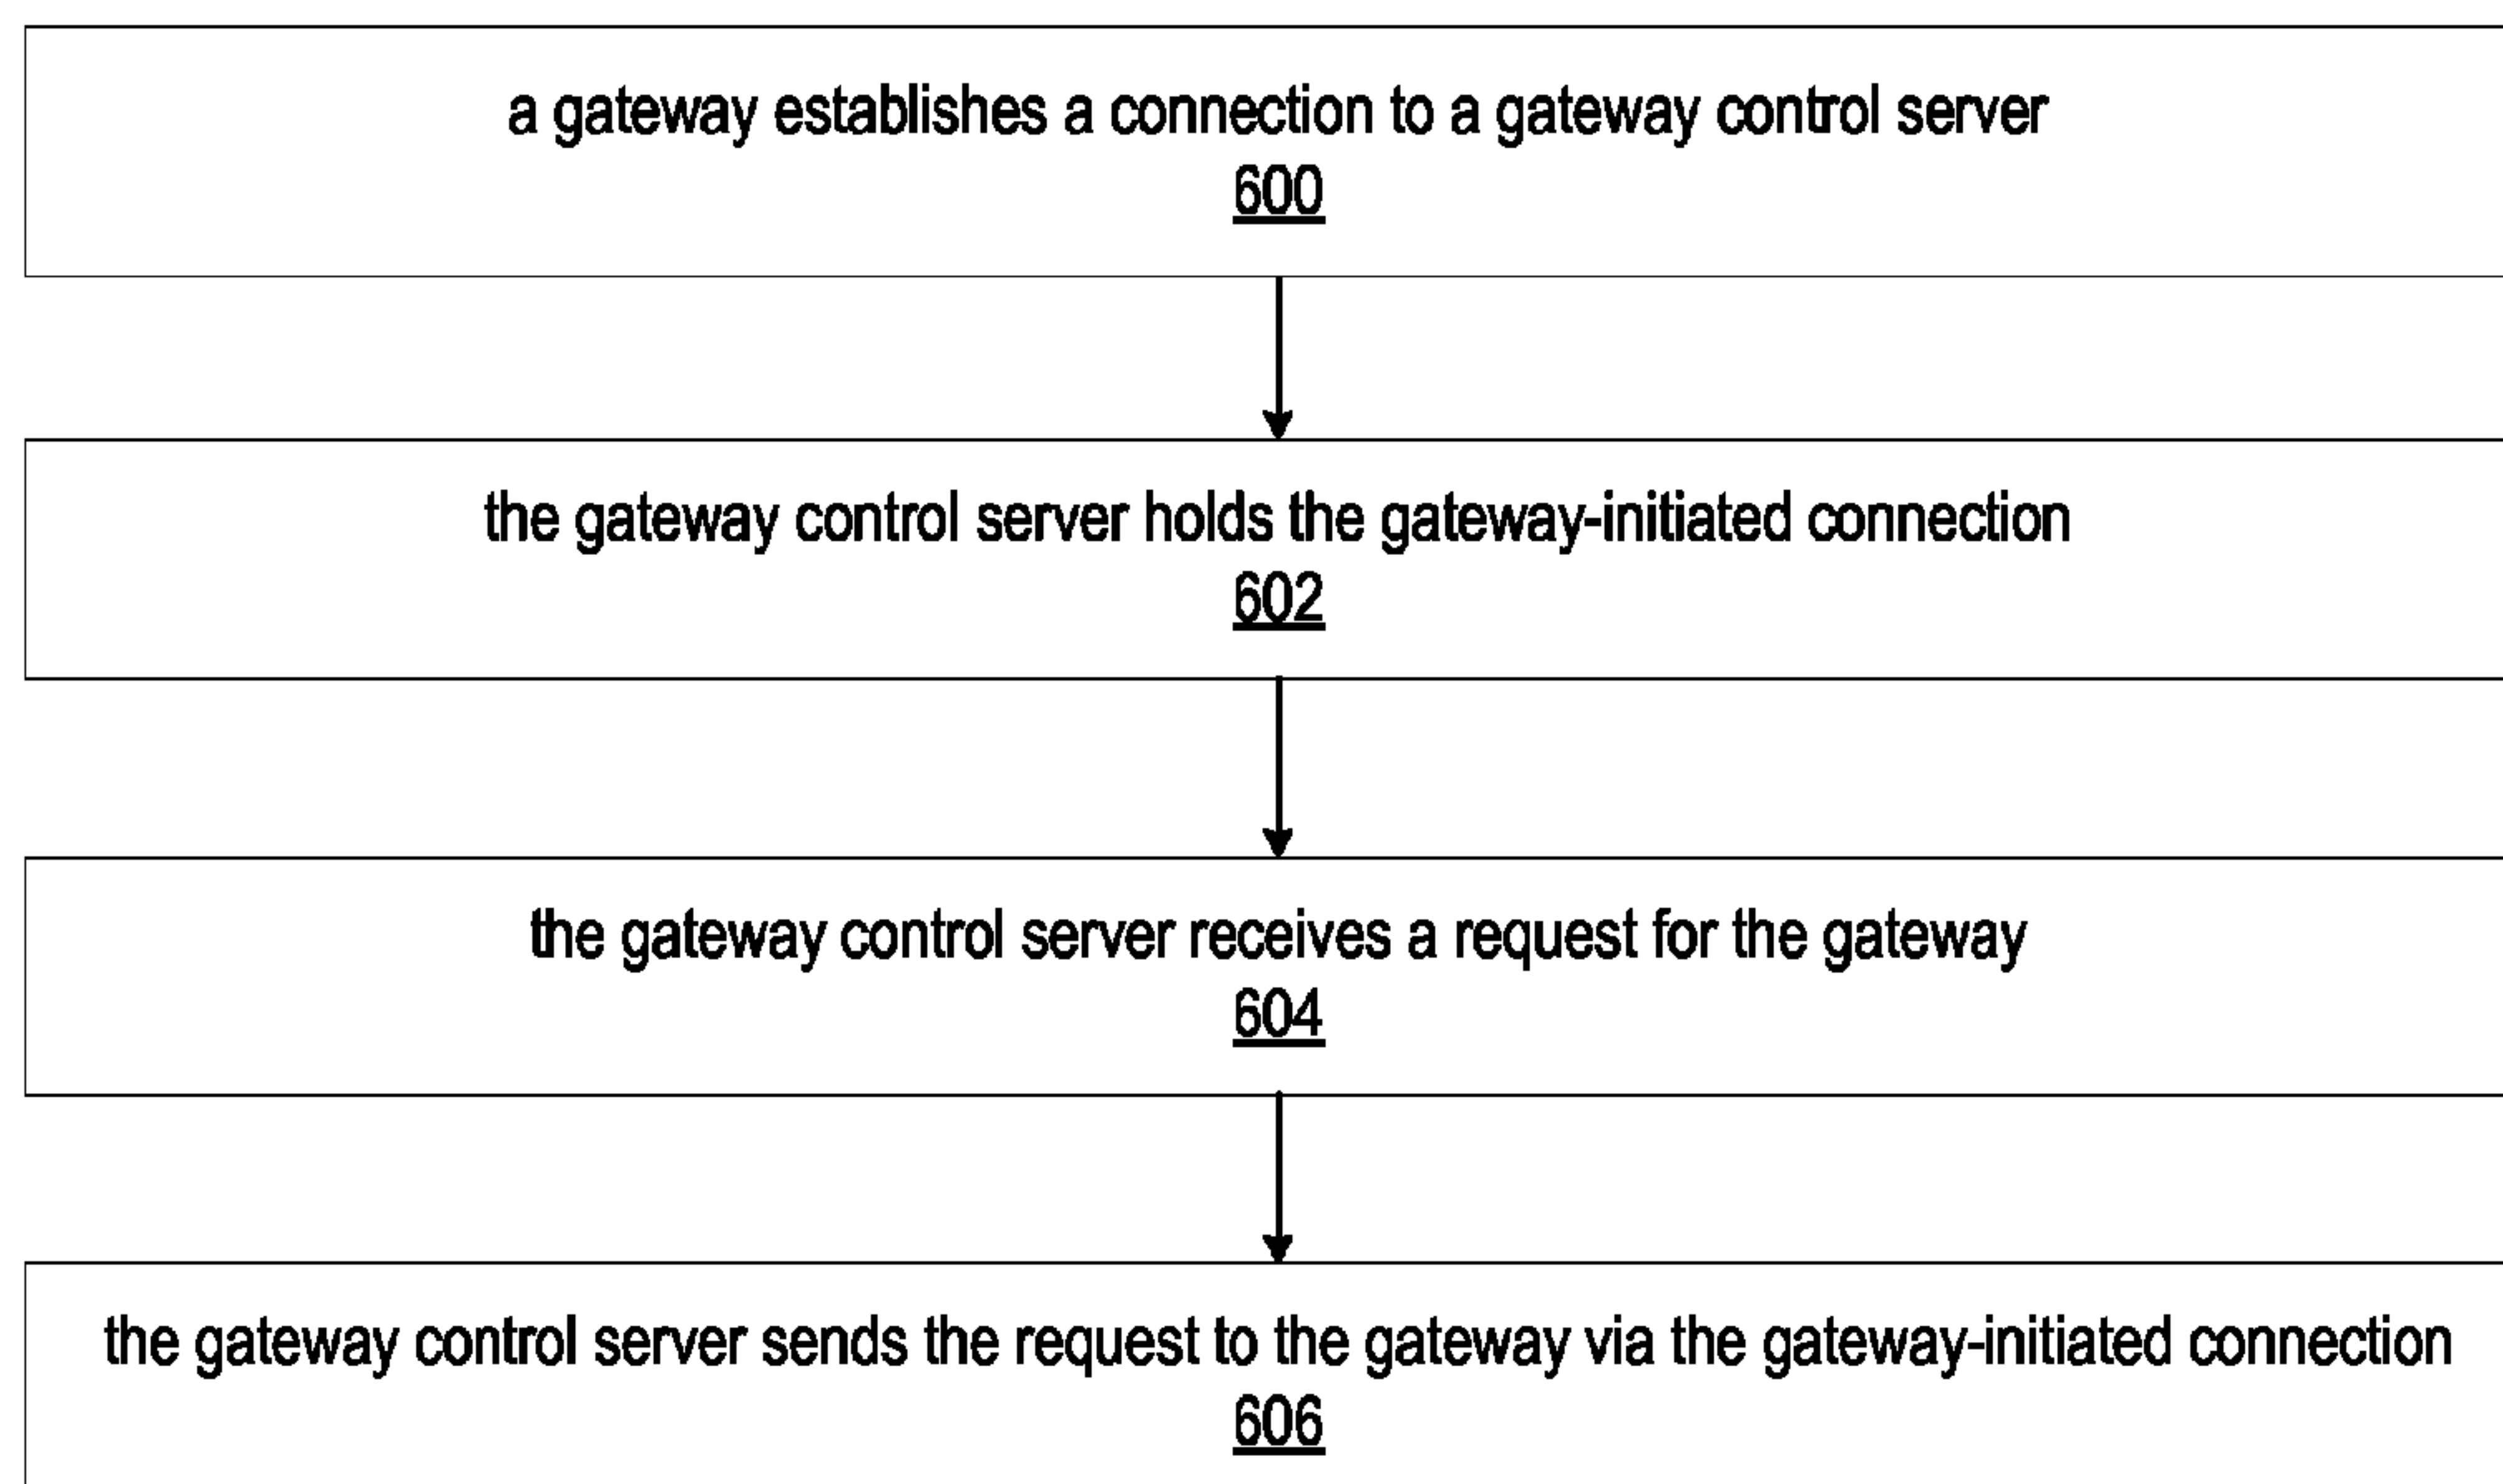 a gateway establishes a connection to a gateway control server
600
the gateway control server holds the gateway-initiated connection
602
the gateway control server receives a request for the gateway
604
the gateway control server sends the request to the gateway via the gateway-initiated connection
606